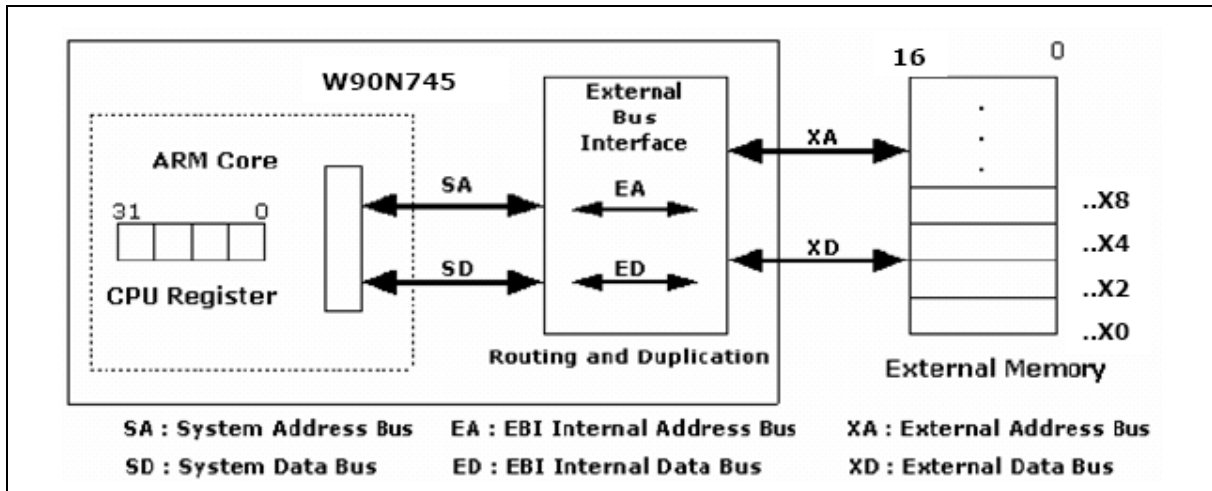 W90N745
ARM Core
31 0
CPU Register
SA
SD
External
Bus
Interface
EA
ED
Routing and Duplication
XA
XD
16 0
..X8
..X4
..X2
..X0
External Memory
SA : System Address Bus EA : EBI Internal Address Bus XA : External Address Bus
SD : System Data Bus ED : EBI Internal Data Bus XD : External Data Bus